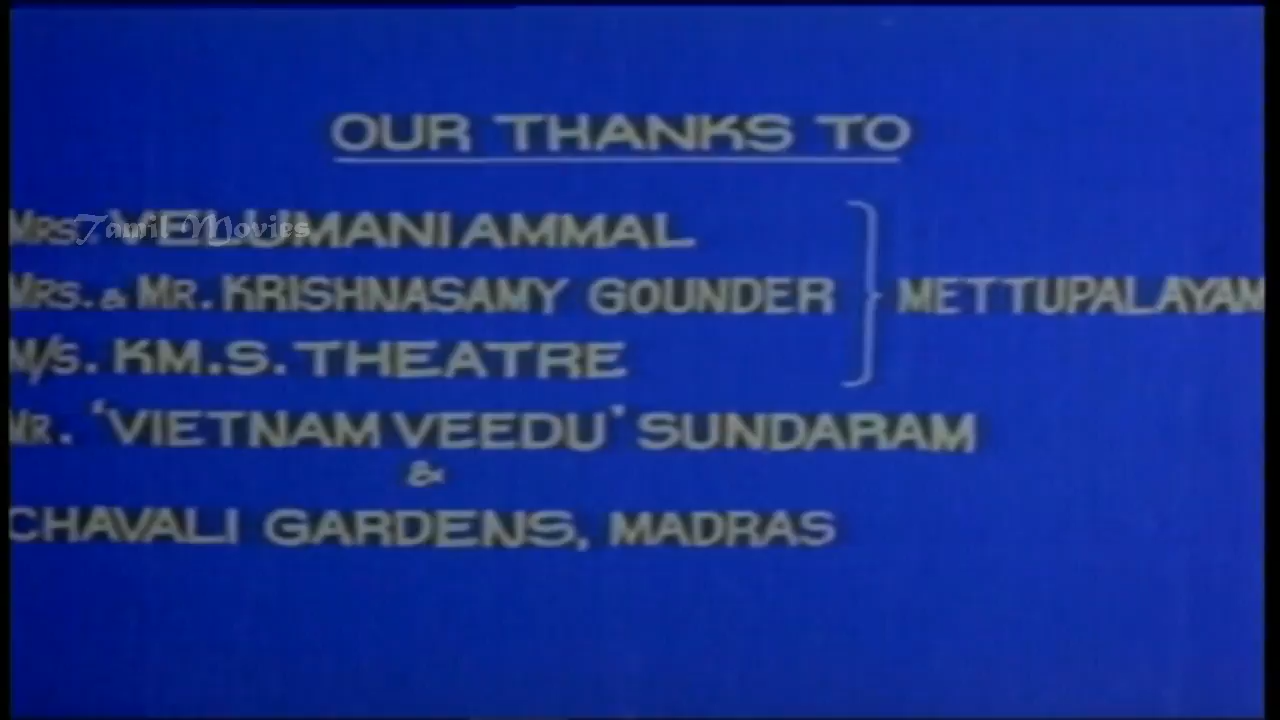 OUR THANKS TO
MRS. VELUMANI AMMAL
Tamil Movies
MRS. & MR. KRISHNASAMY GOUNDER
M/S. KM.S. THEATRE
METTUPALAYAM
MR. 'VIETNAM VEEDU' SUNDARAM
&
CHAVALI GARDENS, MADRAS